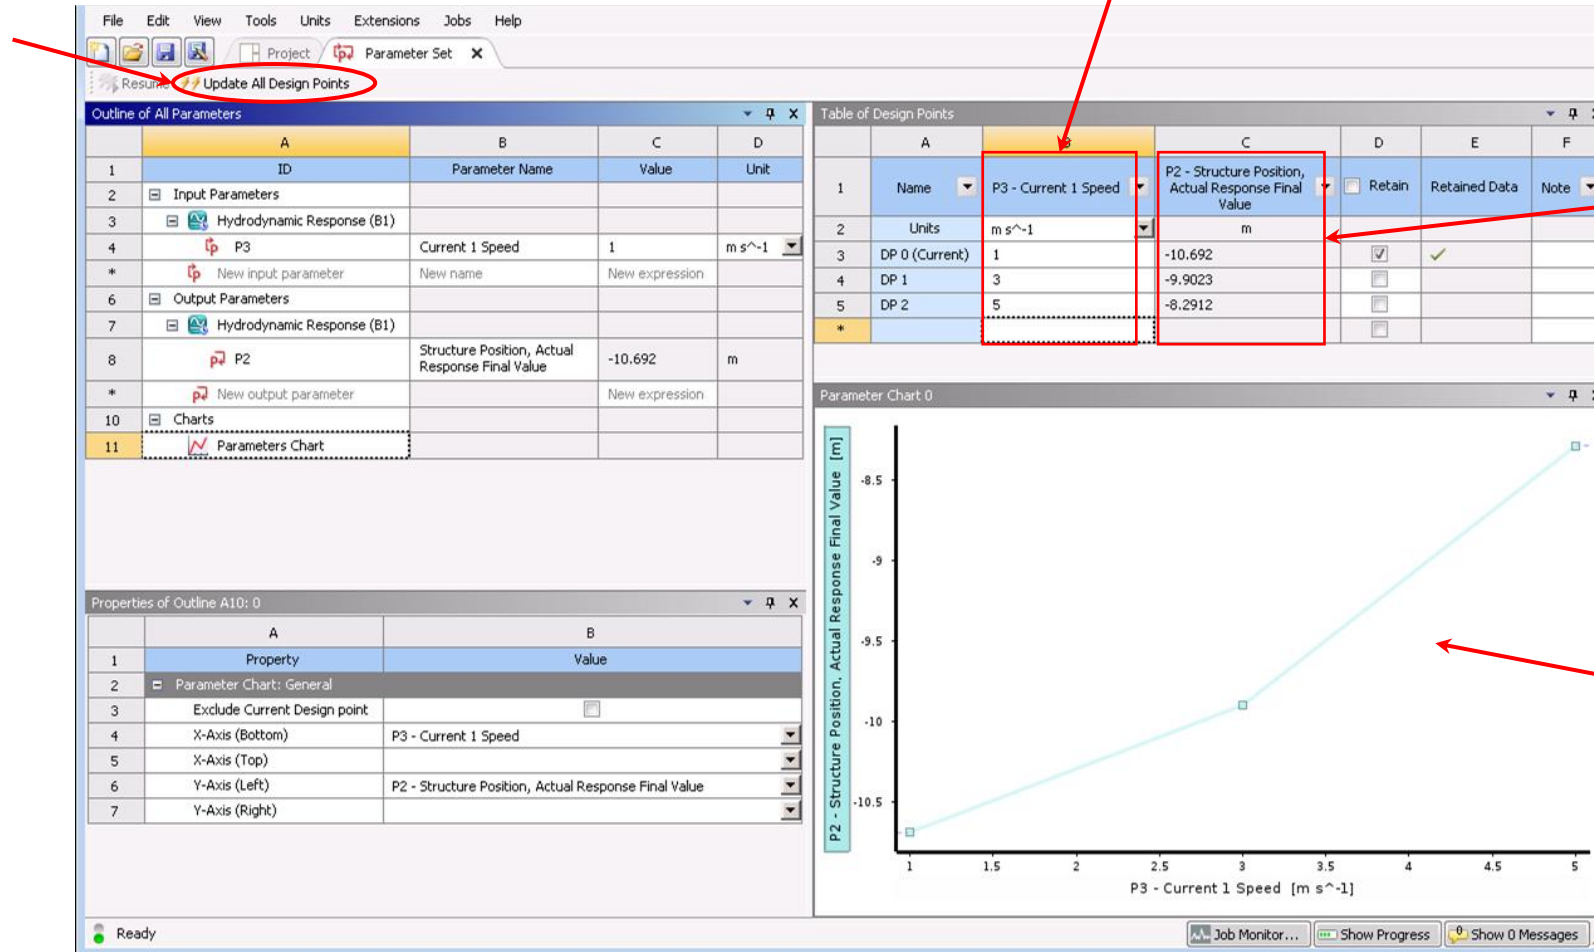 File Edit View Tools Units Extensions Jobs Help
Project Parameter Set X
Resume Update All Design Points
Outline of All Parameters
A B C D
1 ID Parameter Name Value Unit
2 Input Parameters
3 Hydrodynamic Response (B1)
4 P3 Current 1 Speed 1 m s^-1
* New input parameter New name New expression
6 Output Parameters
7 Hydrodynamic Response (B1)
8 P2 Structure Position, Actual Response Final Value -10.692 m
* New output parameter New expression
10 Charts
11 Parameters Chart
Properties of Outline A10: 0
A B
1 Property Value
2 Parameter Chart: General
3 Exclude Current Design point
4 X-Axis (Bottom) P3 - Current 1 Speed
5 X-Axis (Top)
6 Y-Axis (Left) P2 - Structure Position, Actual Response Final Value
7 Y-Axis (Right)
Table of Design Points
A B C D E F
1 Name P3 - Current 1 Speed P2 - Structure Position, Actual Response Final Value Retain Retained Data Note
2 Units m s^-1 m
3 DP 0 (Current) 1 -10.692
4 DP 1 3 -9.9023
5 DP 2 5 -8.2912
*
Parameter Chart 0
P2 - Structure Position, Actual Response Final Value [m]
-8.5
-9
-9.5
-10
-10.5
1 1.5 2 2.5 3 3.5 4 4.5 5
P3 - Current 1 Speed [m s^-1]
Ready
Job Monitor... Show Progress Show 0 Messages